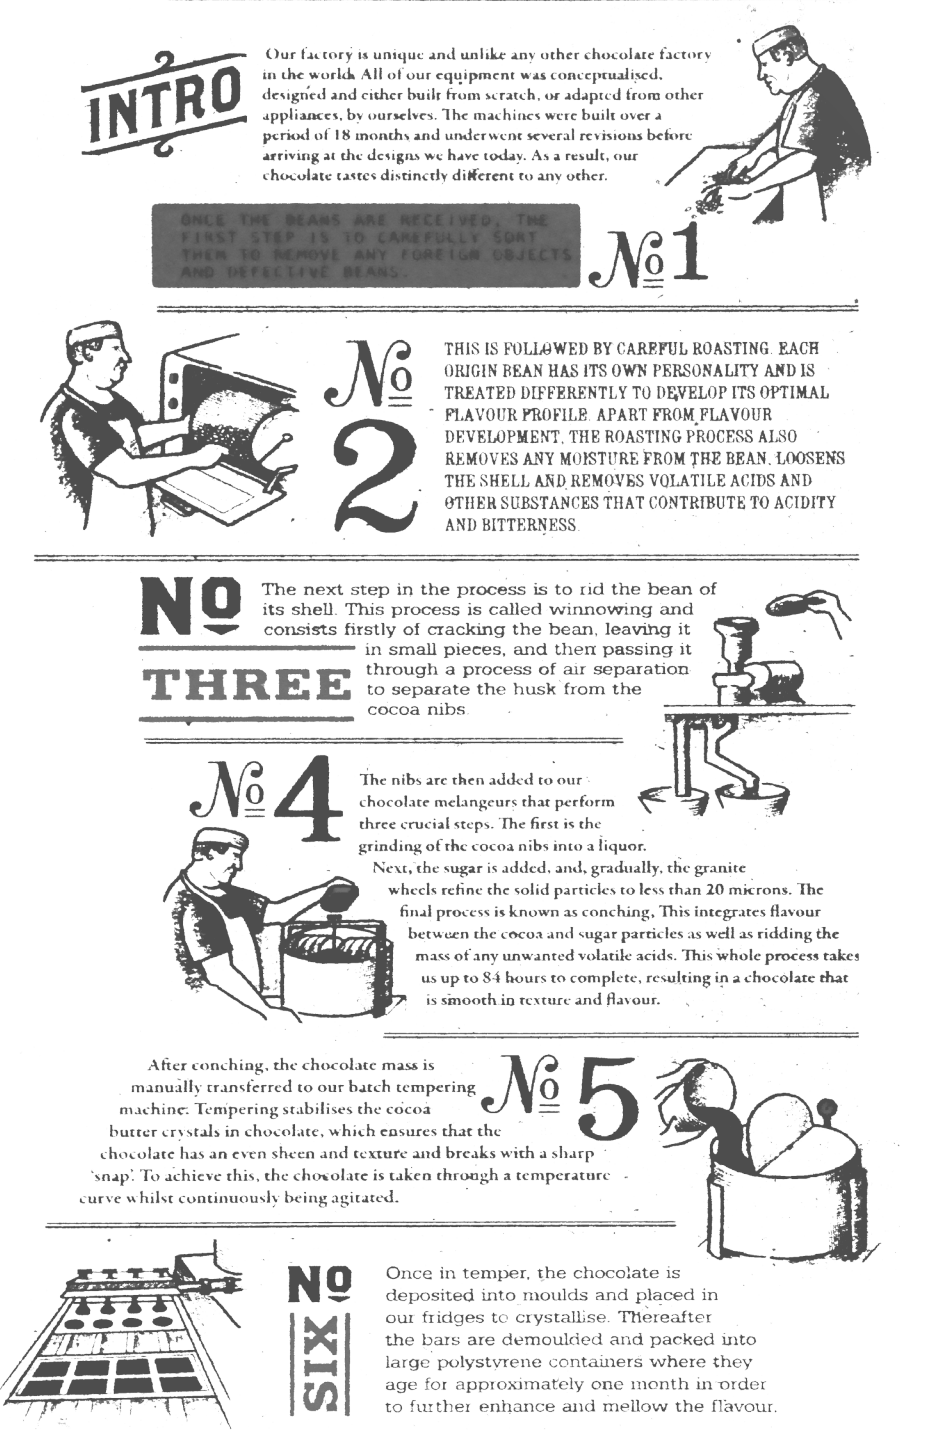 INTRO
Our factory is unique and unlike any other chocolate factory
in the world. All of our equipment was conceptualised,
designed and either built from scratch, or adapted from other
appliances, by ourselves. The machines were built over a
period of 18 months and underwent several revisions before
arriving at the designs we have today. As a result, our
chocolate tastes distinctly different to any other.
ONCE THE BEANS ARE RECEIVED, THE
FIRST STEP IS TO CAREFULLY SORT
THEM TO REMOVE ANY FOREIGN OBJECTS
AND DEFECTIVE BEANS.
No 1
No
2
THIS IS FOLLOWED BY CAREFUL ROASTING. EACH
ORIGIN BEAN HAS ITS OWN PERSONALITY AND IS
TREATED DIFFERENTLY TO DEVELOP ITS OPTIMAL
FLAVOUR PROFILE. APART FROM FLAVOUR
DEVELOPMENT, THE ROASTING PROCESS ALSO
REMOVES ANY MOISTURE FROM THE BEAN, LOOSENS
THE SHELL AND REMOVES VOLATILE ACIDS AND
OTHER SUBSTANCES THAT CONTRIBUTE TO ACIDITY
AND BITTERNESS.
NO
THREE
The next step in the process is to rid the bean of
its shell. This process is called winnowing and
consists firstly of cracking the bean, leaving it
in small pieces, and then passing it
through a process of air separation
to separate the husk from the
cocoa nibs.
No 4
The nibs are then added to our
chocolate melangeurs that perform
three crucial steps. The first is the
grinding of the cocoa nibs into a liquor.
Next, the sugar is added, and, gradually, the granite
wheels refine the solid particles to less than 20 microns. The
final process is known as conching. This integrates flavour
between the cocoa and sugar particles as well as ridding the
mass of any unwanted volatile acids. This whole process takes
us up to 84 hours to complete, resulting in a chocolate that
is smooth in texture and flavour.
No 5
After conching, the chocolate mass is
manually transferred to our batch tempering
machine. Tempering stabilises the cocoa
butter crystals in chocolate, which ensures that the
chocolate has an even sheen and texture and breaks with a sharp
'snap'. To achieve this, the chocolate is taken through a temperature
curve whilst continuously being agitated.
NO
SIX
Once in temper, the chocolate is
deposited into moulds and placed in
our fridges to crystallise. Thereafter
the bars are demoulded and packed into
large polystyrene containers where they
age for approximately one month in order
to further enhance and mellow the flavour.